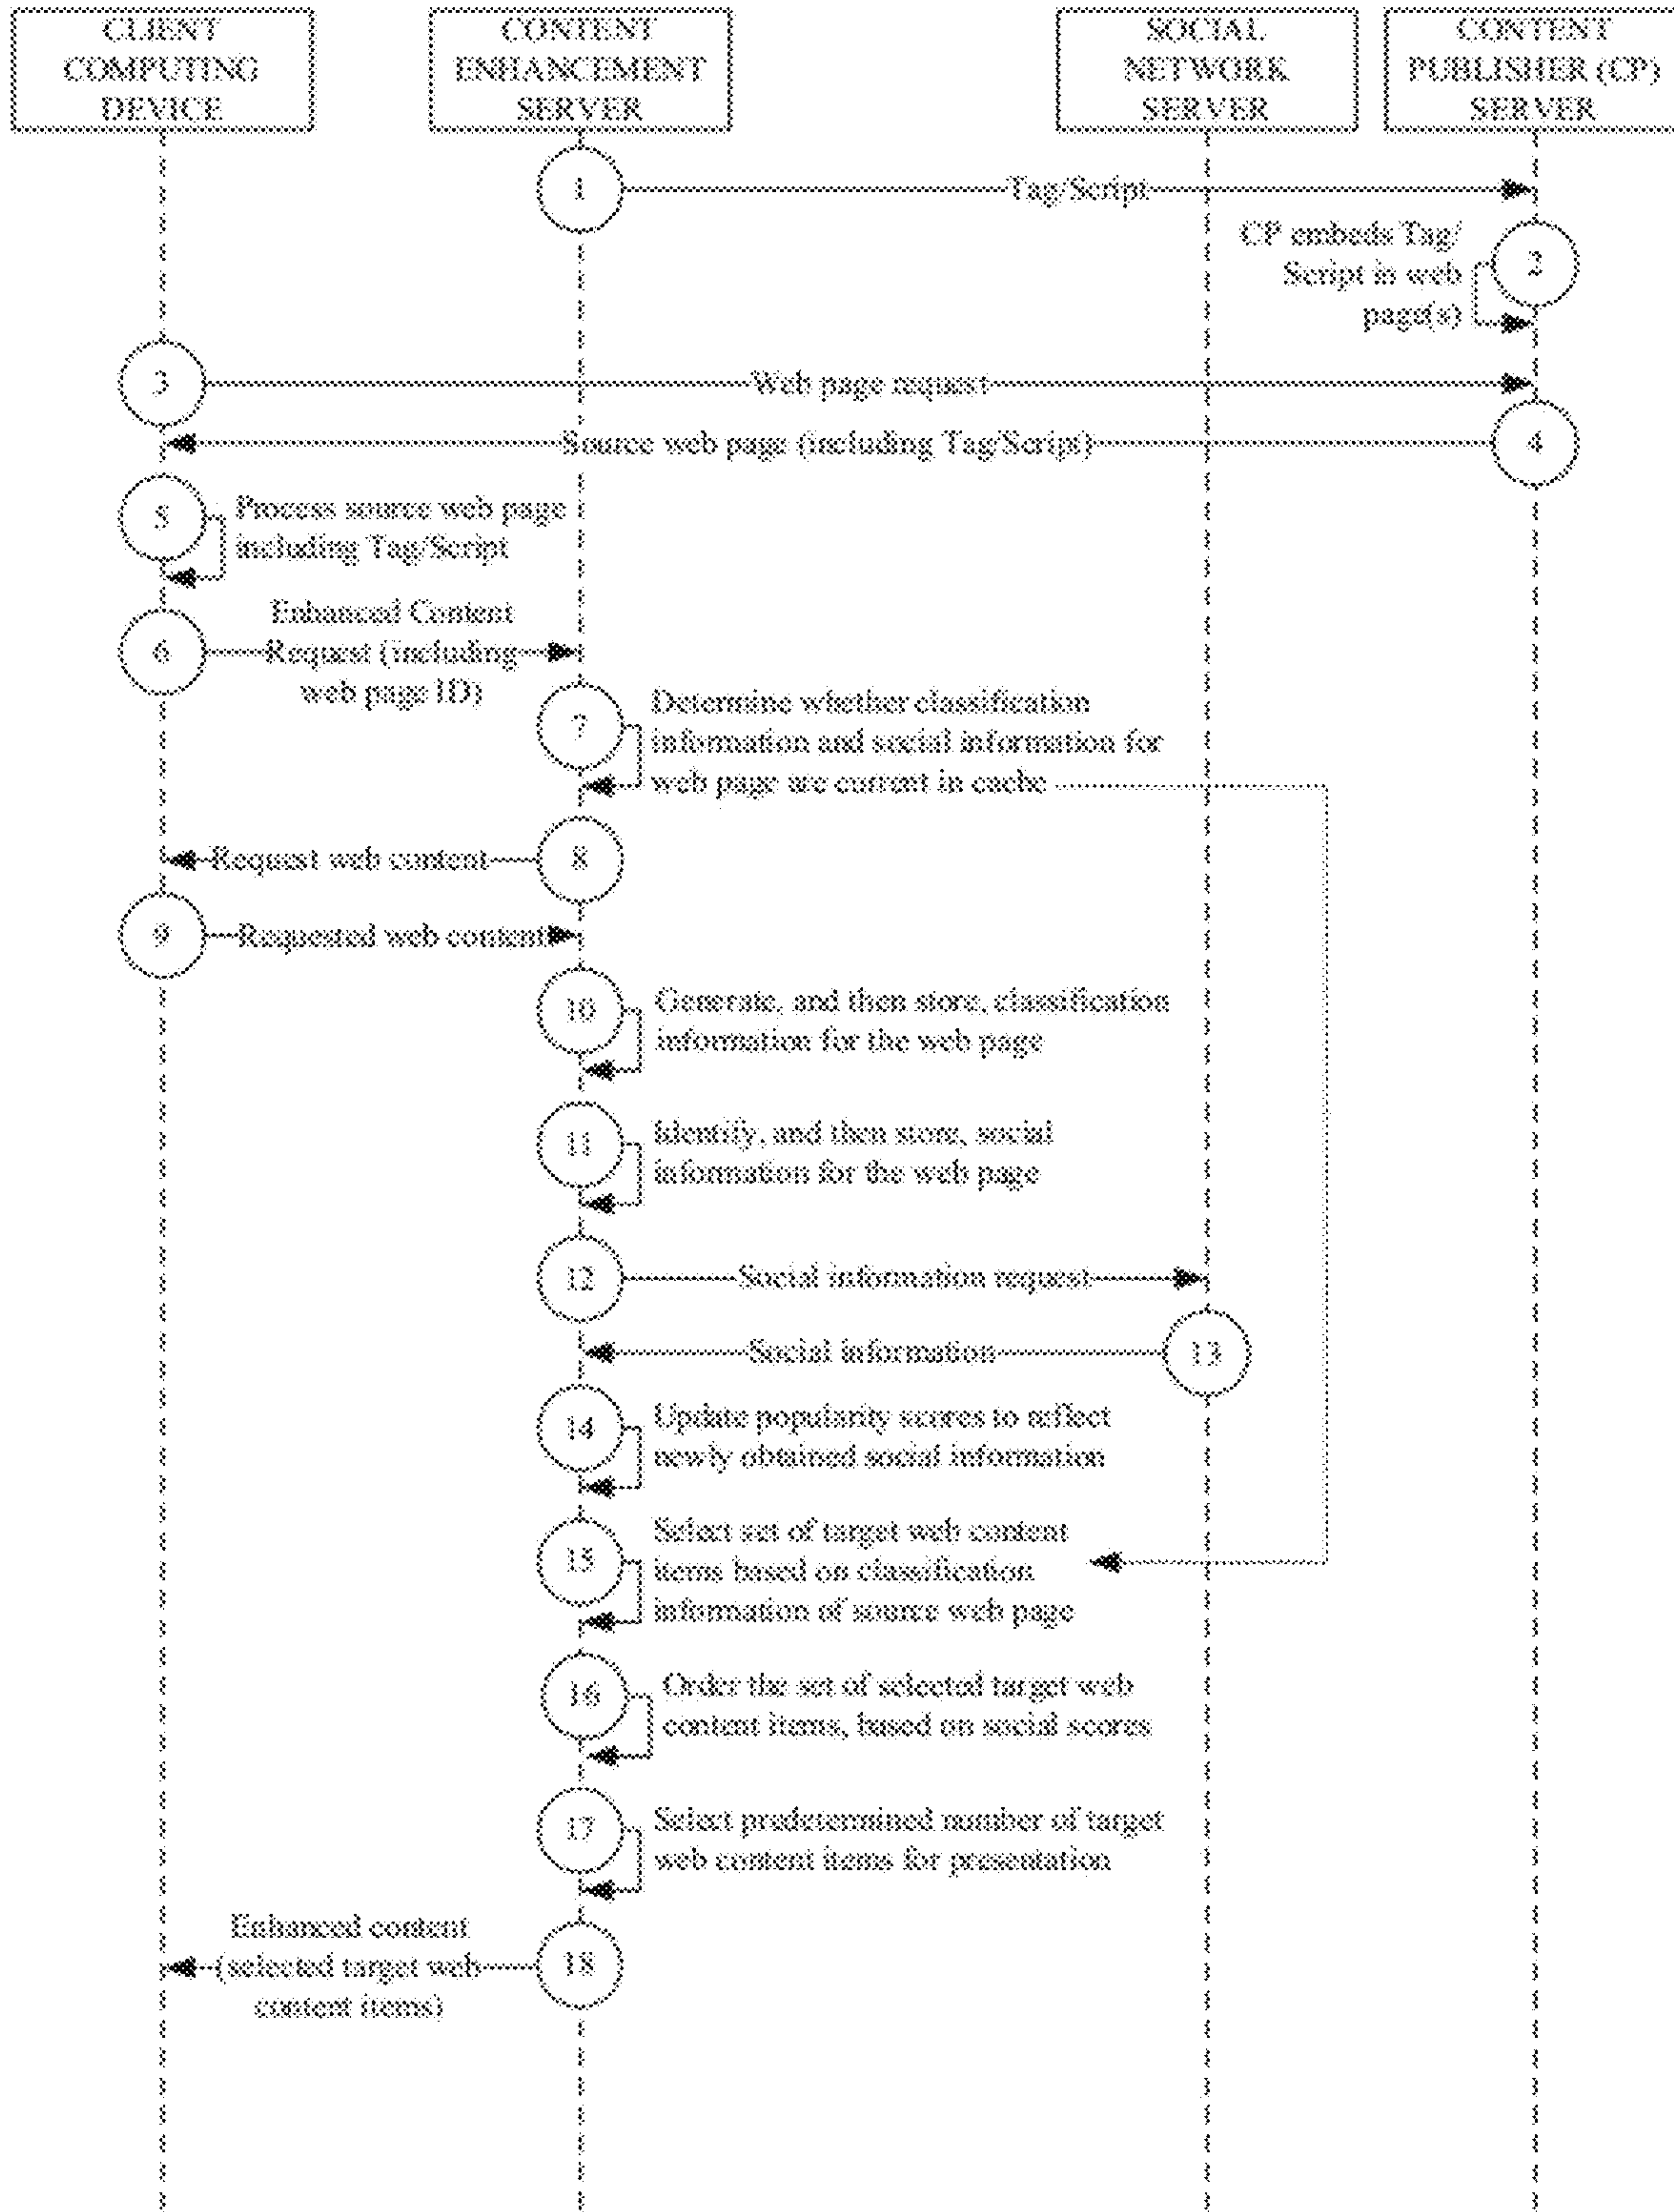 CLIENT
COMPUTING
DEVICE
CONTENT
ENHANCEMENT
SERVER
SOCIAL
NETWORK
SERVER
CONTENT
PUBLISHER (CP)
SERVER
1
Tag/Script
CP embeds Tag/
Script in web
page(s)
2
3
Web page request
Source web page (including Tag/Script)
4
5
Process source web page
including Tag/Script
6
Enhanced Content
Request (including
web page ID)
7
Determine whether classification
information and social information for
web page are current in cache
Request web content
8
9
Requested web content
10
Generate, and then store, classification
information for the web page
11
Identify, and then store, social
information for the web page
12
Social information request
Social information
13
14
Update popularity scores to reflect
newly obtained social information
15
Select set of target web content
items based on classification
information of source web page
16
Order the set of selected target web
content items, based on social scores
17
Select predetermined number of target
web content items for presentation
Enhanced content
(selected target web
content items)
18